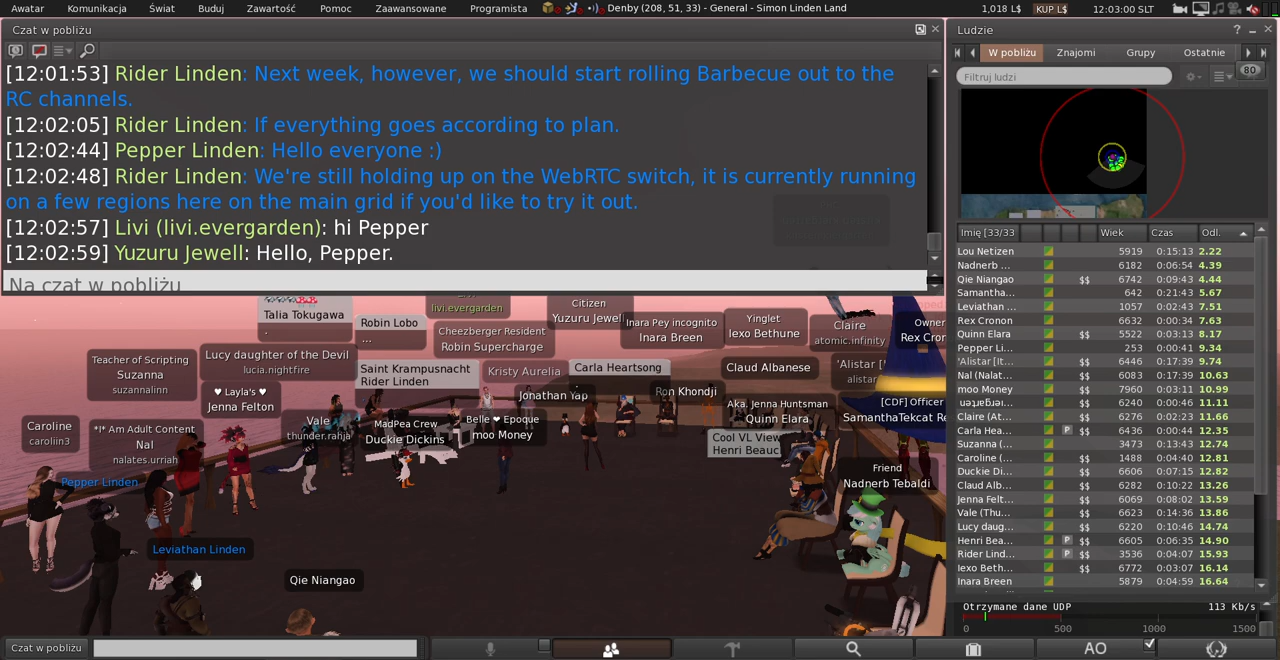 Awatar Komunikacja Świat Buduj Zawartość Pomoc Zaawansowane Programista Denby (208, 51, 33) - General - Simon Linden Land 1,018 L$ KUP L$ 12:03:00 SLT
Czat w pobliżu
[12:01:53] Rider Linden: Next week, however, we should start rolling Barbecue out to the
RC channels.
[12:02:05] Rider Linden: If everything goes according to plan.
[12:02:44] Pepper Linden: Hello everyone :)
[12:02:48] Rider Linden: We're still holding up on the WebRTC switch, it is currently running
on a few regions here on the main grid if you'd like to try it out.
[12:02:57] Livi (livi.evergarden): hi Pepper
[12:02:59] Yuzuru Jewell: Hello, Pepper.
Na czat w pobliżu
Talia Tokugawa
.
Robin Lobo
...
livi.evergarden
Cheezberger Resident
Robin Supercharge
Citizen
Yuzuru Jewel
Inara Pey incognito
Inara Breen
Yinglet
Iexo Bethune
Claire
atomic.infinity
Owner
Rex Cron
Teacher of Scripting
Suzanna
suzannalinn
Lucy daughter of the Devil
lucia.nightfire
Saint Krampusnacht
Rider Linden
Kristy Aurelia
Carla Heartsong
Claud Albanese
'Alistar [I
alistar
♥ Layla's ♥
Jenna Felton
Jonathan Yap
Ron Khondji
Aka. Jenna Huntsman
Quinn Elara
[CDF] Officer
SamanthaTekcat Re
Caroline
caroliin3
*I* Am Adult Content
Nal
nalates.urriah
Vale
thunder.rahja
MadPea Crew
Duckie Dickins
Belle ♥ Epoque
moo Money
Cool VL View
Henri Beauc
Friend
Nadnerb Tebaldi
Pepper Linden
Leviathan Linden
Qie Niangao
Czat w pobliżu
Ludzie
? _ ×
W pobliżu Znajomi Grupy Ostatnie
Filtruj ludzi
80
Imię [33/33 Wiek Czas Odl.
Lou Netizen 5919 0:15:13 2.22
Nadnerb ... 6182 0:06:54 4.39
Qie Niangao $$ 6742 0:09:43 4.44
Samantha... 642 0:21:43 5.67
Leviathan ... 1057 0:02:43 7.51
Rex Cronon 6632 0:00:34 7.63
Quinn Elara $$ 5522 0:03:13 8.17
Pepper Li... 253 0:00:41 9.34
'Alistar [It... $$ 6446 0:17:39 9.74
Nal (Nalat... $$ 6083 0:17:39 10.63
moo Money $$ 7960 0:03:11 10.99
$$ 6240 0:00:46 11.11
Claire (At... $$ 6276 0:02:23 11.66
Carla Hea... P $$ 6436 0:00:44 12.35
Suzanna (... 3473 0:13:43 12.74
Caroline (... $$ 1488 0:04:40 12.81
Duckie Di... $$ 6606 0:07:15 12.82
Claud Alb... $$ 6282 0:10:22 13.26
Jenna Felt... $$ 6069 0:08:02 13.59
Vale (Thu... $$ 6623 0:14:36 13.86
Lucy daug... $$ 6220 0:10:46 14.74
Henri Bea... P $$ 6605 0:06:35 14.90
Rider Lind... P $$ 3536 0:04:07 15.93
Iexo Beth... $$ 6772 0:03:07 16.14
Inara Breen 5879 0:04:59 16.64
Otrzymane dane UDP 113 Kb/s
0 500 1000 1500
AO